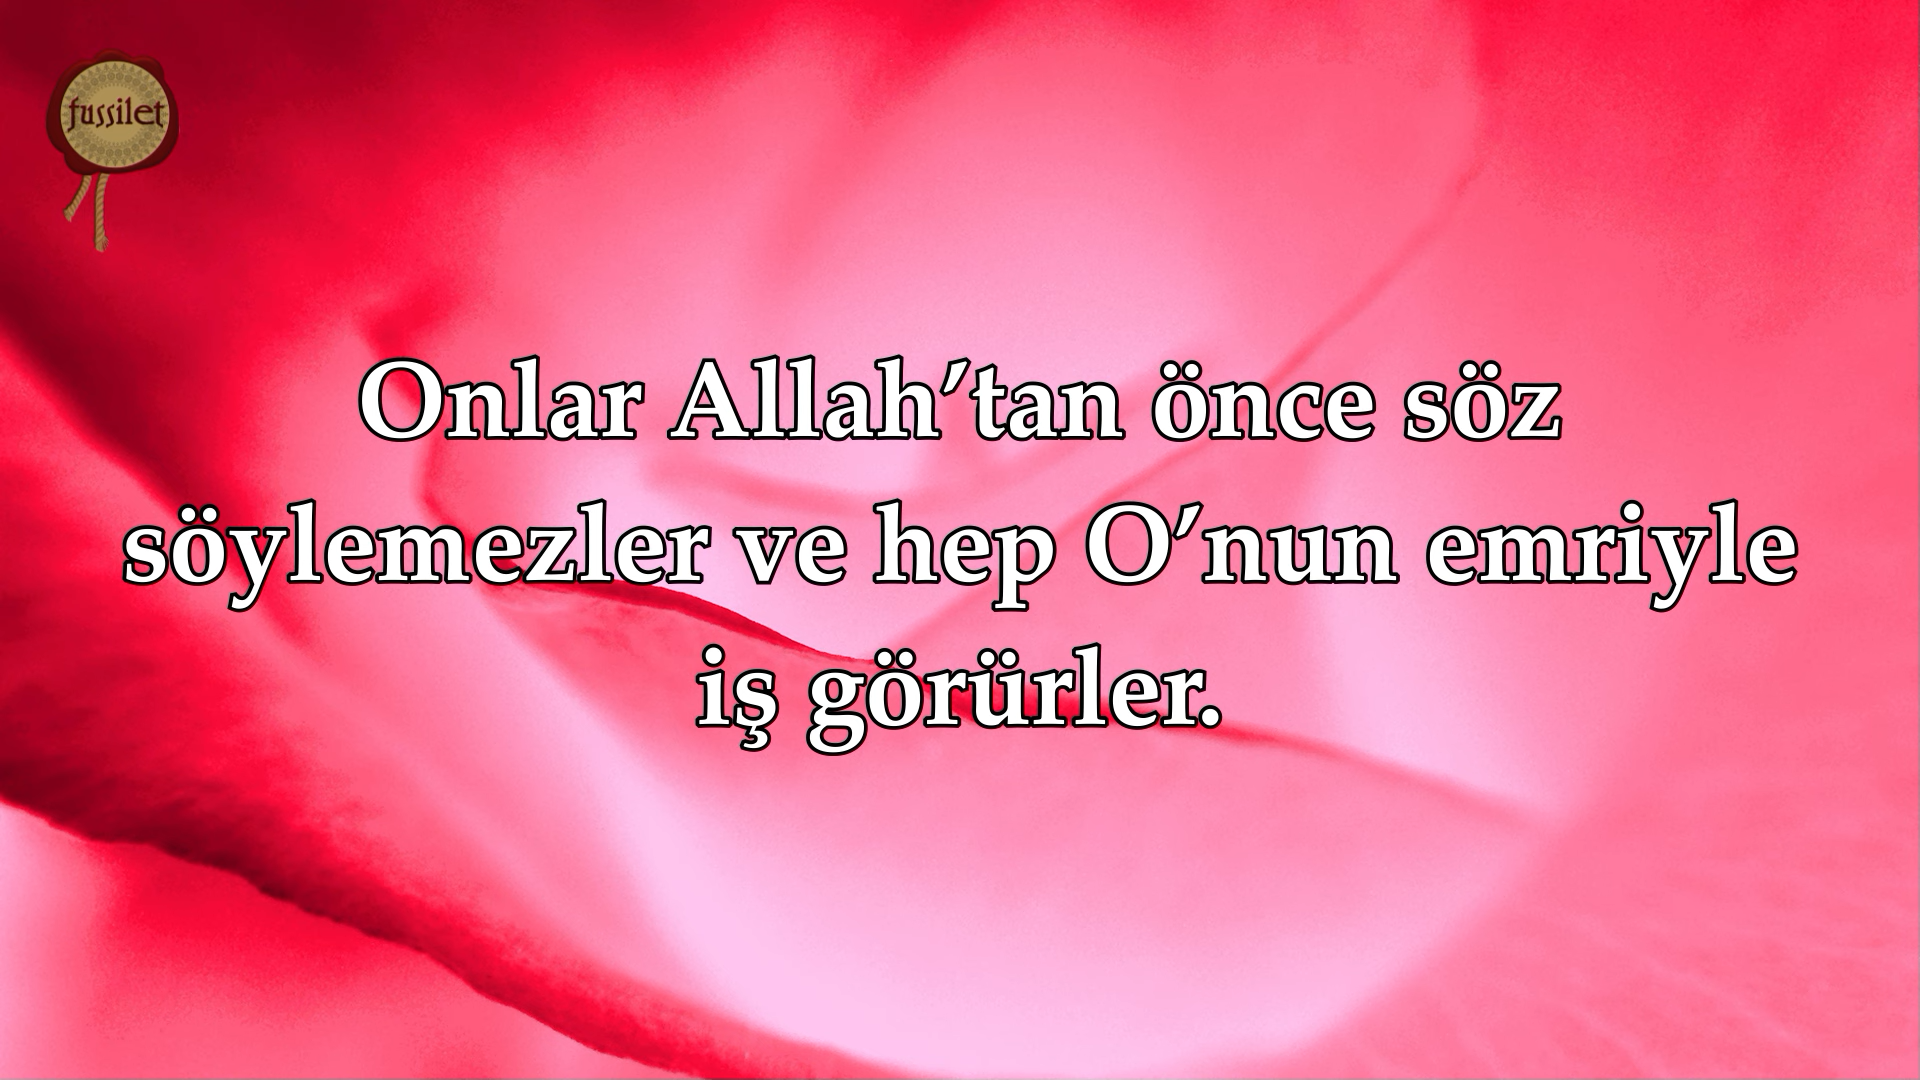 fussilet
Onlar Allah’tan önce söz
söylemezler ve hep O’nun emriyle
iş görürler.